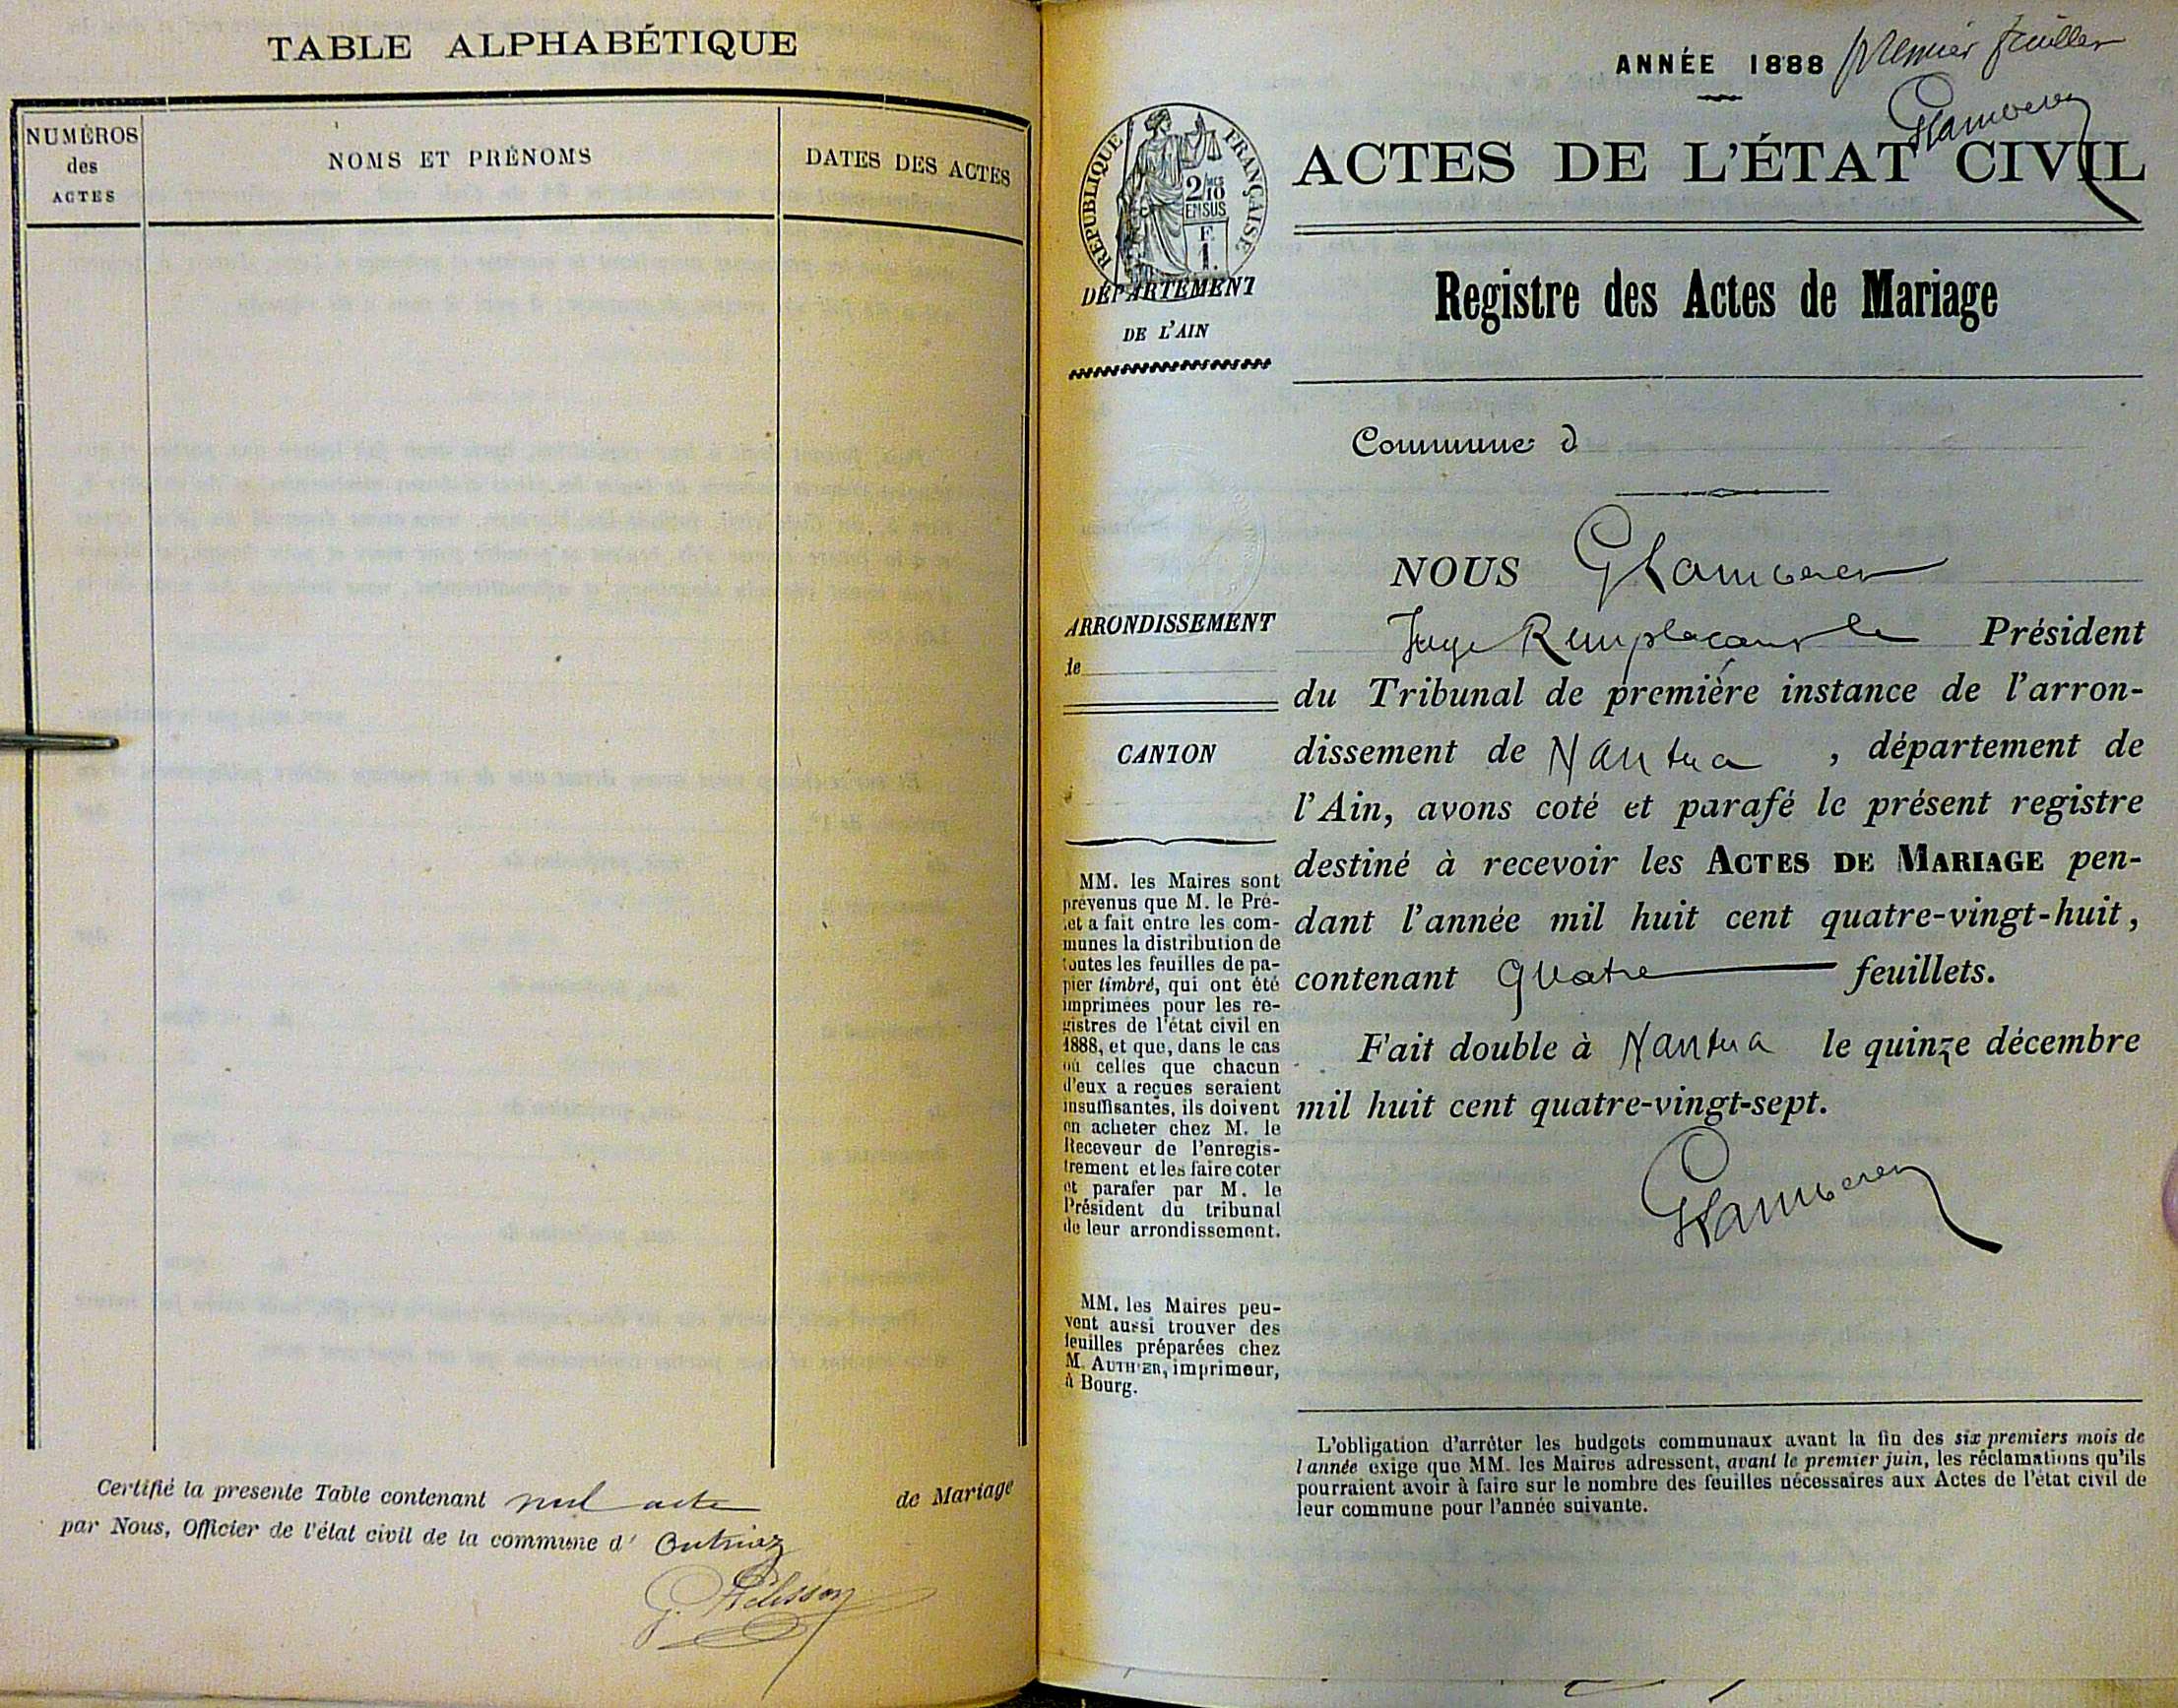 TABLE ALPHABÉTIQUE
NUMÉROS
des
ACTES
NOMS ET PRÉNOMS
DATES DES ACTES
Certifié la presente Table contenant nul acte de Mariage
par Nous, Officier de l'état civil de la commune d' Outriaz
G. Pélisson
ANNÉE 1888 premier feuillet
RÉPUBLIQUE FRANÇAISE
2/10
EN SUS
F.
1.
DÉPARTEMENT
DE L'AIN
ARRONDISSEMENT
de
CANTON
MM. les Maires sont
prévenus que M. le Pré-
fet a fait entre les com-
munes la distribution de
toutes les feuilles de pa-
pier timbré, qui ont été
imprimées pour les re-
gistres de l'état civil en
1888, et que, dans le cas
où celles que chacun
d'eux a reçues seraient
insuffisantes, ils doivent
en acheter chez M. le
Receveur de l'enregis-
trement et les faire coter
et parafer par M. le
Président du tribunal
de leur arrondissement.
MM. les Maires peu-
vent aussi trouver des
feuilles préparées chez
M. AUTHIER, imprimeur,
à Bourg.
ACTES DE L'ÉTAT CIVIL
Registre des Actes de Mariage
Commune d
NOUS
Juge Remplaçant le Président
du Tribunal de première instance de l'arron-
dissement de Nantua, département de
l'Ain, avons coté et parafé le présent registre
destiné à recevoir les ACTES DE MARIAGE pen-
dant l'année mil huit cent quatre-vingt-huit,
contenant quatre feuillets.
Fait double à Nantua le quinze décembre
mil huit cent quatre-vingt-sept.
L'obligation d'arrêter les budgets communaux avant la fin des six premiers mois de
l'année exige que MM. les Maires adressent, avant le premier juin, les réclamations qu'ils
pourraient avoir à faire sur le nombre des feuilles nécessaires aux Actes de l'état civil de
leur commune pour l'année suivante.